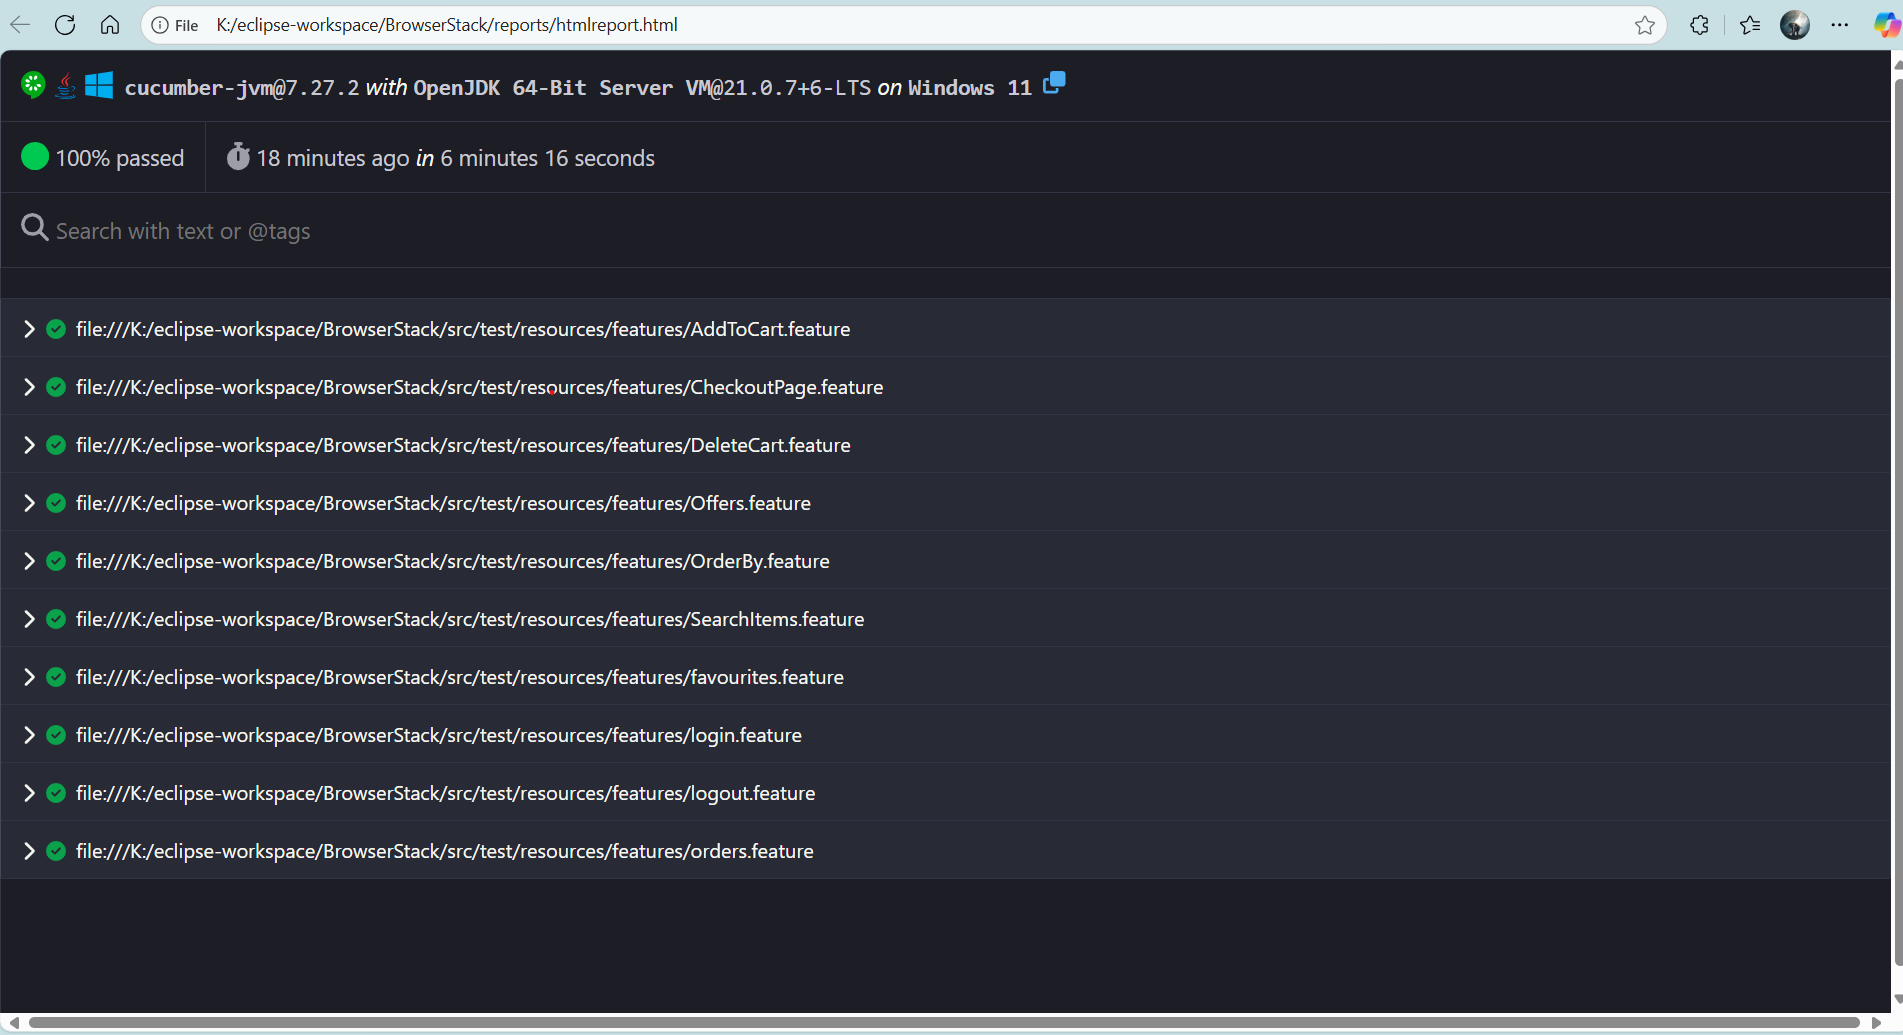 File K:/eclipse-workspace/BrowserStack/reports/htmlreport.html
cucumber-jvm@7.27.2 with OpenJDK 64-Bit Server VM@21.0.7+6-LTS on Windows 11
100% passed
18 minutes ago in 6 minutes 16 seconds
Search with text or @tags
file:///K:/eclipse-workspace/BrowserStack/src/test/resources/features/AddToCart.feature
file:///K:/eclipse-workspace/BrowserStack/src/test/resources/features/CheckoutPage.feature
file:///K:/eclipse-workspace/BrowserStack/src/test/resources/features/DeleteCart.feature
file:///K:/eclipse-workspace/BrowserStack/src/test/resources/features/Offers.feature
file:///K:/eclipse-workspace/BrowserStack/src/test/resources/features/OrderBy.feature
file:///K:/eclipse-workspace/BrowserStack/src/test/resources/features/SearchItems.feature
file:///K:/eclipse-workspace/BrowserStack/src/test/resources/features/favourites.feature
file:///K:/eclipse-workspace/BrowserStack/src/test/resources/features/login.feature
file:///K:/eclipse-workspace/BrowserStack/src/test/resources/features/logout.feature
file:///K:/eclipse-workspace/BrowserStack/src/test/resources/features/orders.feature